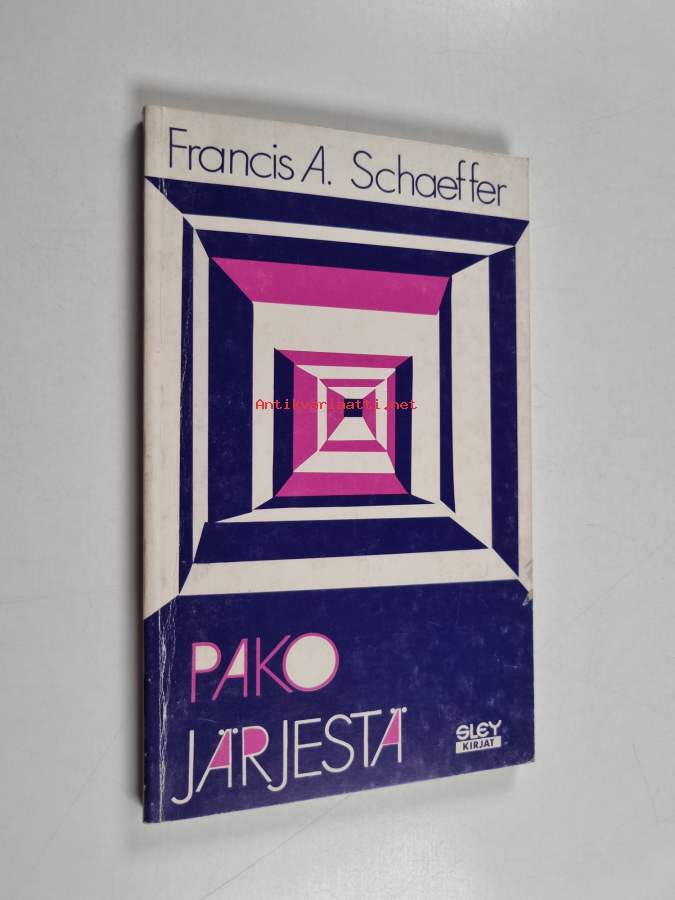 Francis A. Schaeffer
Antikvariaatti.net
PAKO
JÄRJESTÄ
SLEY
KIRJAT